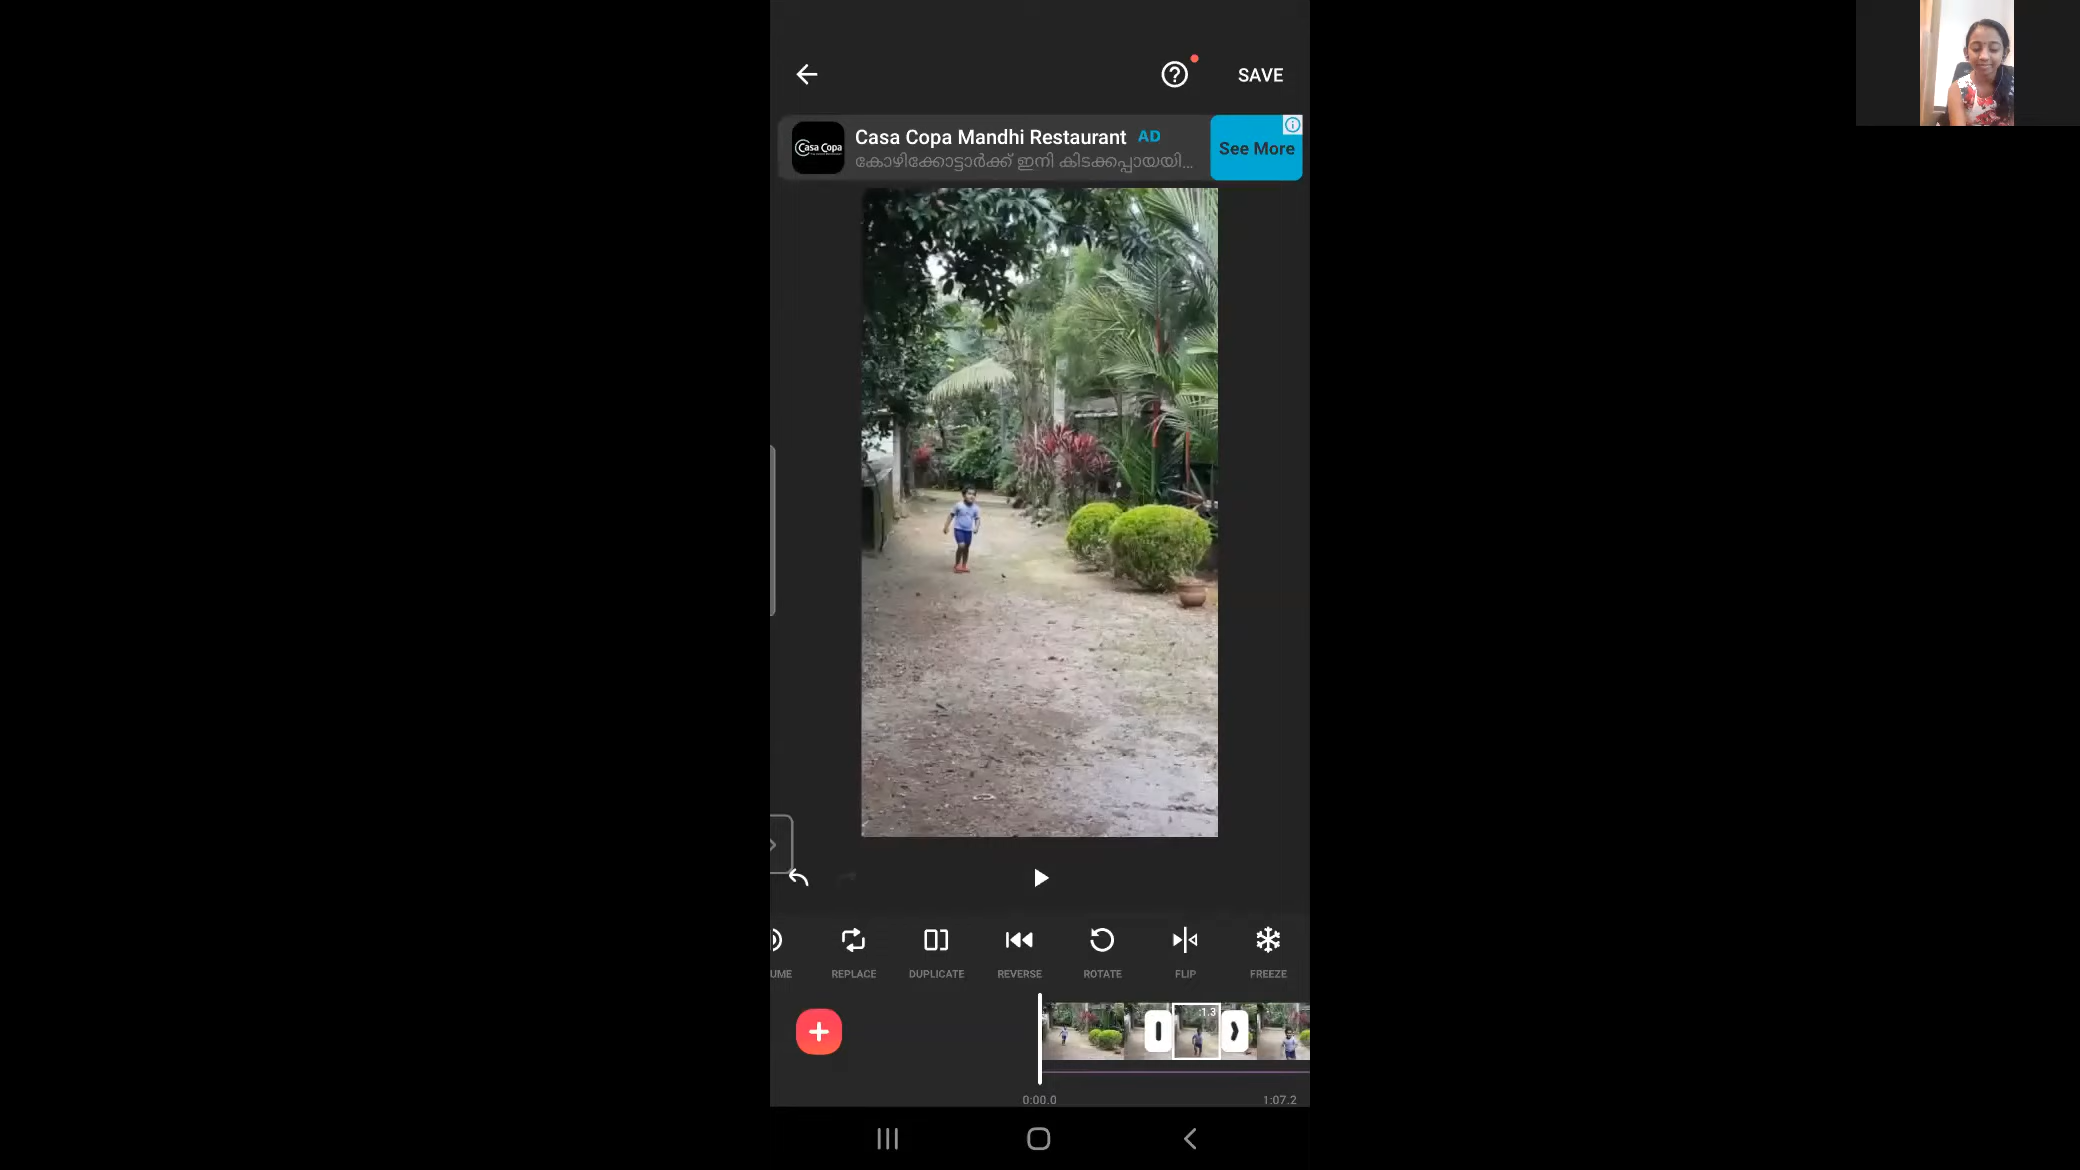 SAVE
Casa Copa Mandhi Restaurant AD
Casa Copa
കോഴിക്കോട്ടാർക്ക് ഇനി കിടക്കപ്പായയി...
See More
UME
REPLACE
DUPLICATE
REVERSE
ROTATE
FLIP
FREEZE
:1.3
0:00.0
1:07.2